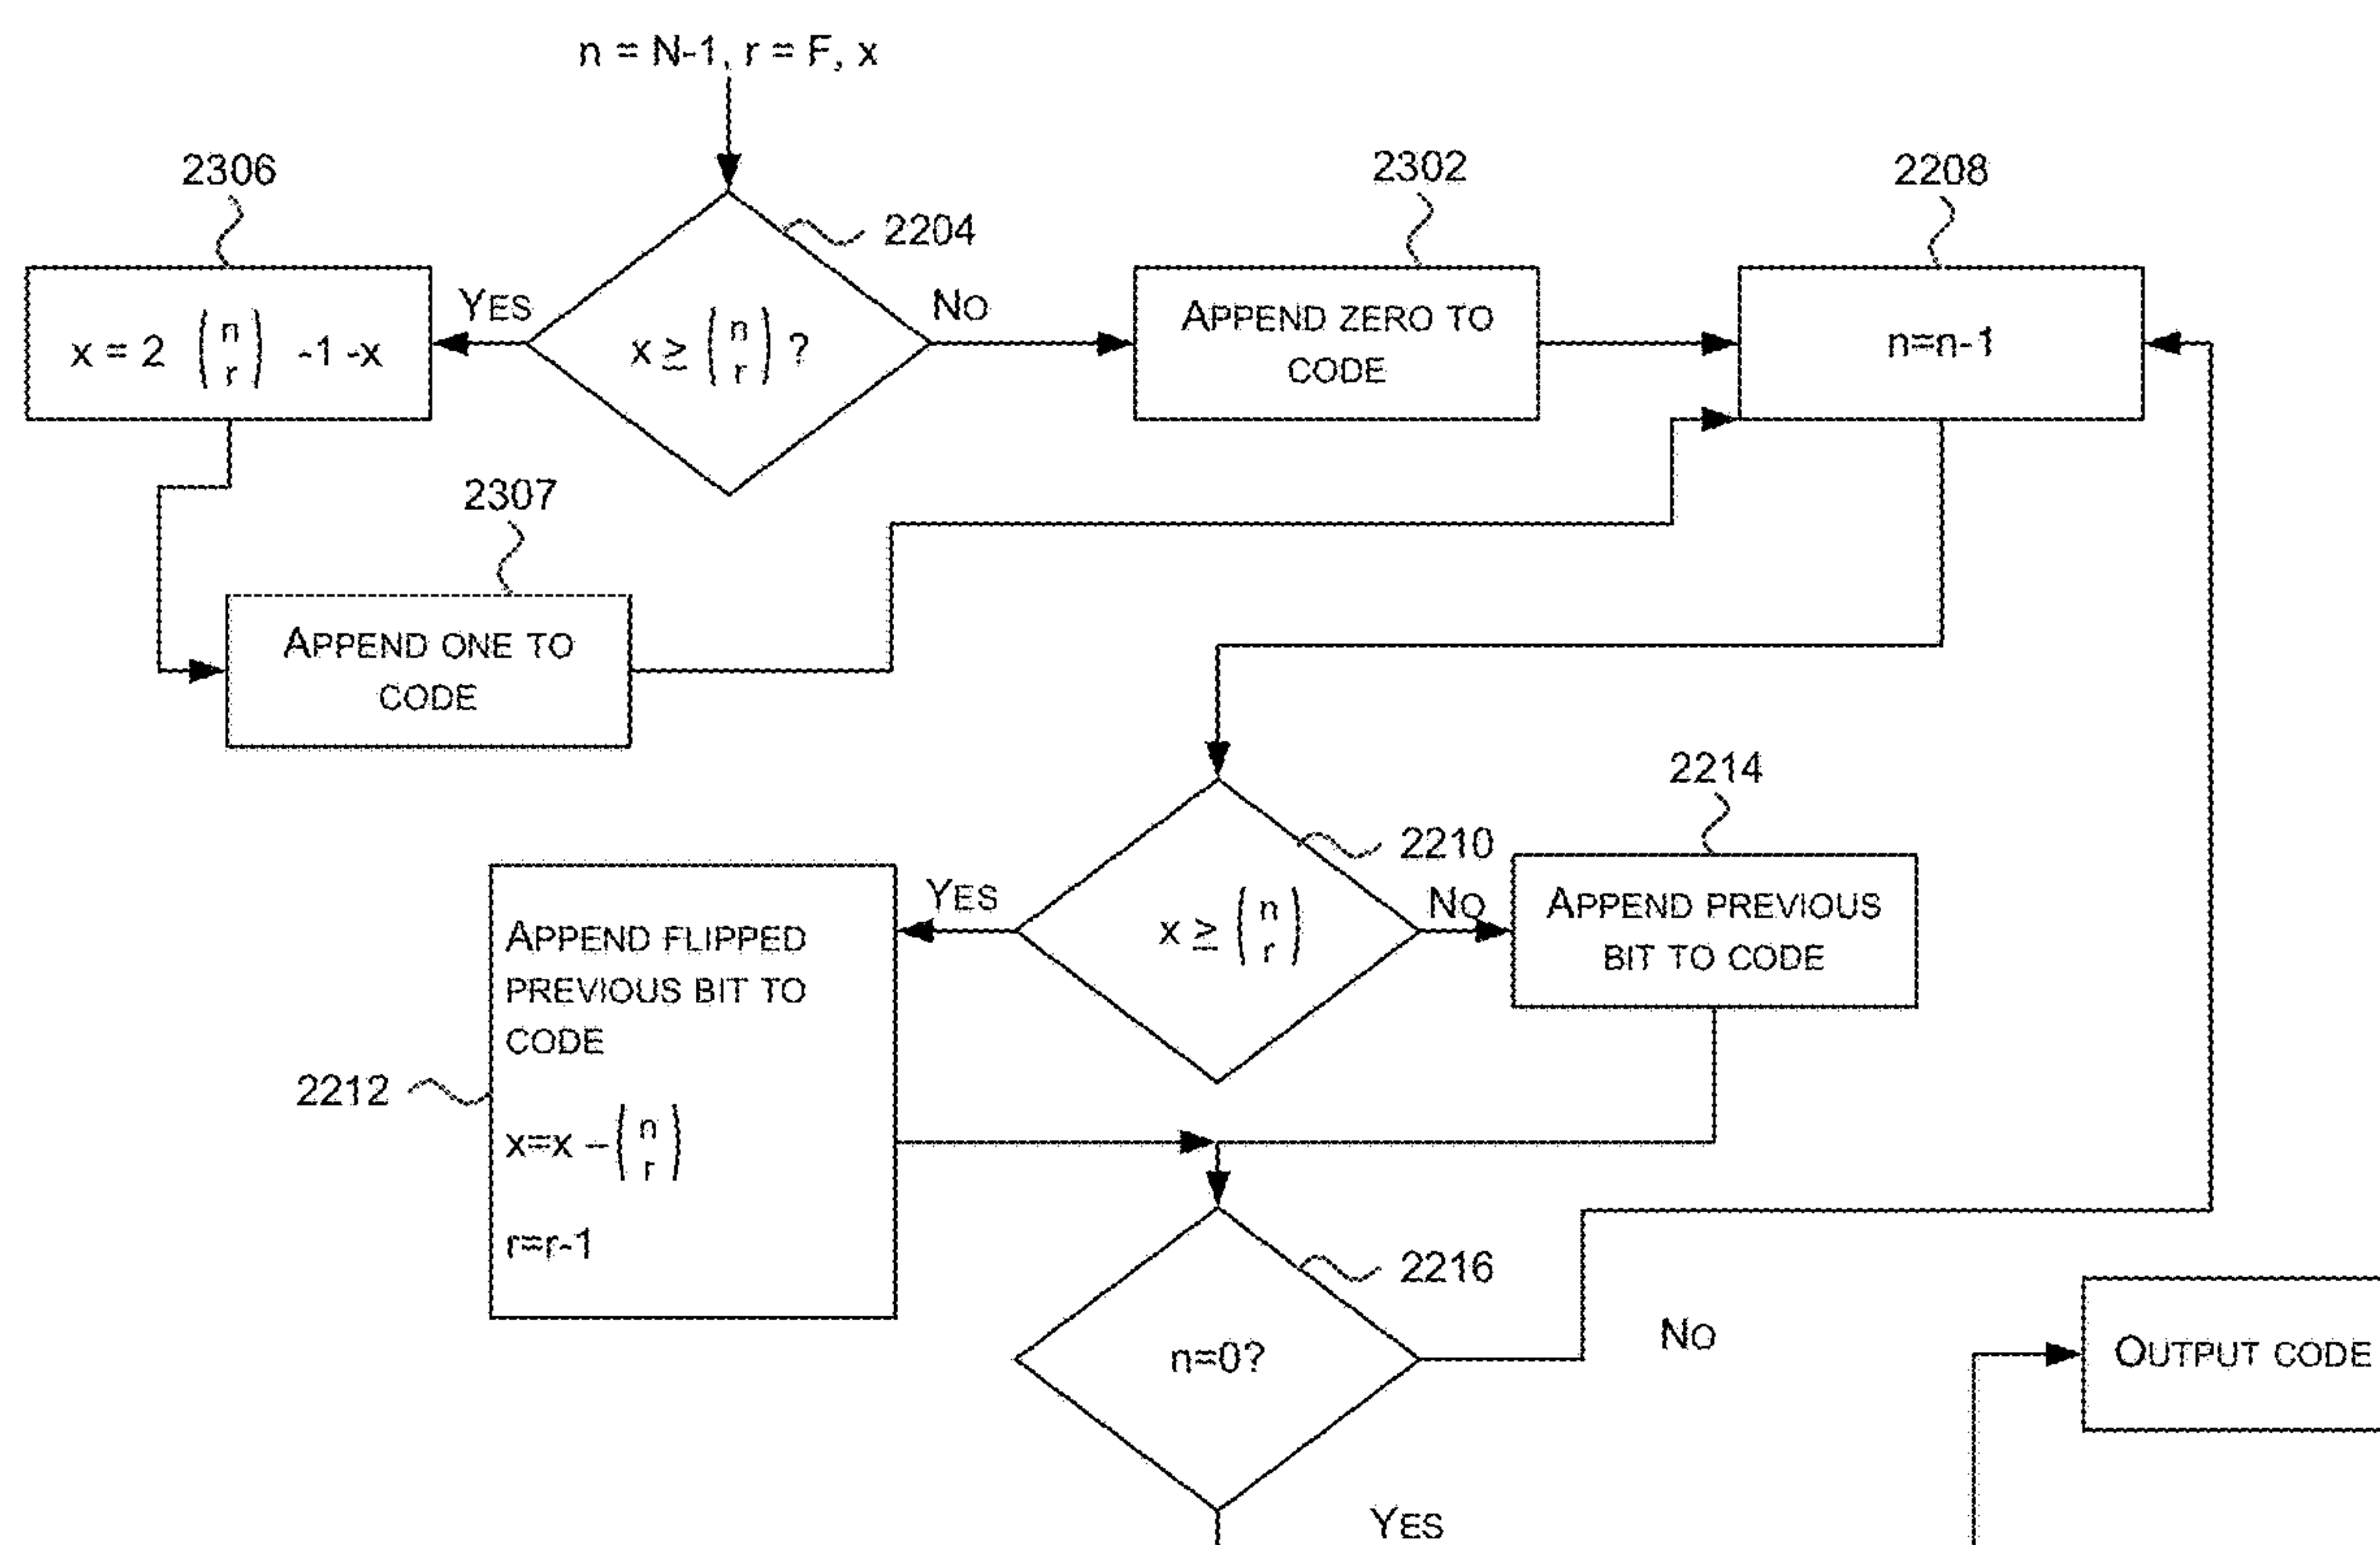 n = N-1, r = F, x
2306
2302
2208
2204
YES
NO
x = 2 (n r) -1 -x
x ≥ (n r) ?
APPEND ZERO TO
CODE
n=n-1
2307
APPEND ONE TO
CODE
2214
2210
YES
NO
x ≥ (n r)
APPEND PREVIOUS
BIT TO CODE
APPEND FLIPPED
PREVIOUS BIT TO
CODE
2212
x=x – (n r)
r=r-1
2216
n=0?
NO
OUTPUT CODE
YES